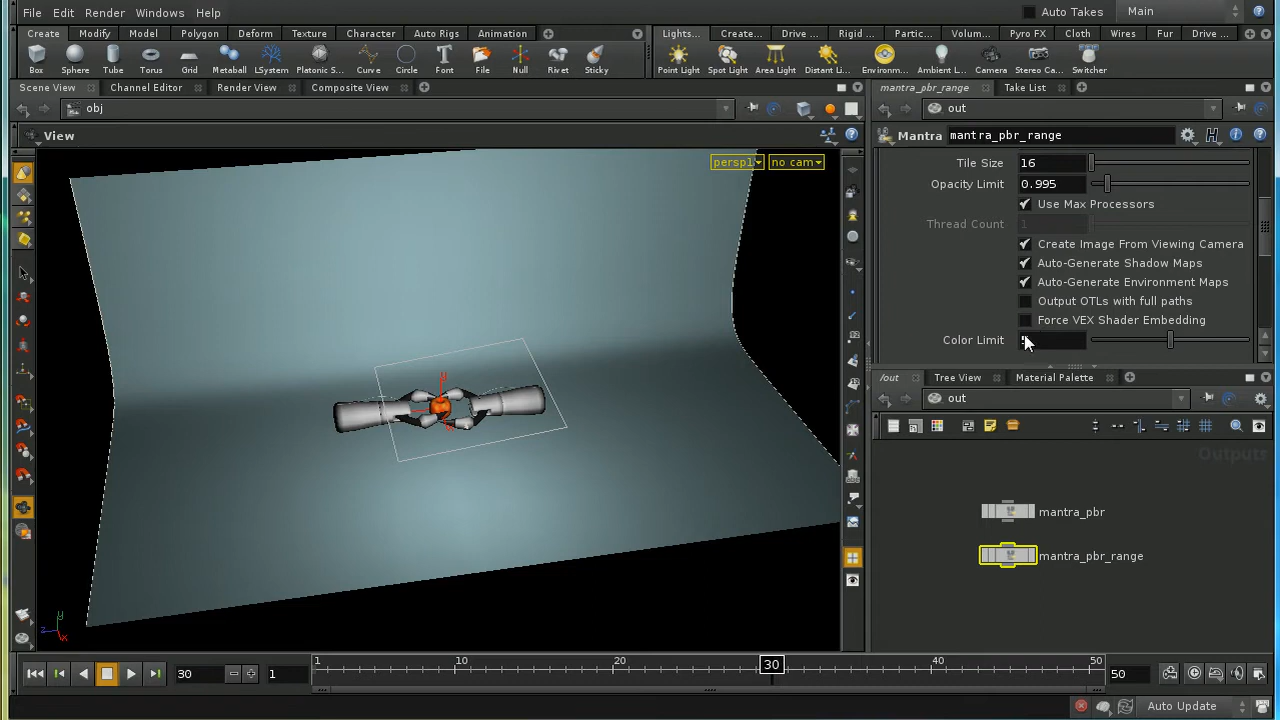 File Edit Render Windows Help Auto Takes Main
Create Modify Model Polygon Deform Texture Character Auto Rigs Animation Lights... Create... Drive ... Rigid ... Partic... Volum... Pyro FX Cloth Wires Fur Drive ...
Box Sphere Tube Torus Grid Metaball LSystem Platonic S... Curve Circle Font File Null Rivet Sticky Point Light Spot Light Area Light Distant Li... Environm... Ambient L... Camera Stereo Ca... Switcher
Scene View Channel Editor Render View Composite View
obj
View
persp1 no cam
mantra_pbr_range Take List
out
Mantra mantra_pbr_range
Tile Size 16
Opacity Limit 0.995
Use Max Processors
Thread Count 1
Create Image From Viewing Camera
Auto-Generate Shadow Maps
Auto-Generate Environment Maps
Output OTLs with full paths
Force VEX Shader Embedding
Color Limit
/out Tree View Material Palette
out
Outputs
mantra_pbr
mantra_pbr_range
y
z x
30 1 1 10 20 30 40 50 50
Auto Update